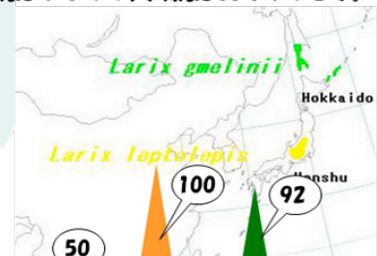 Larix gmelinii
Hokkaido
Larix leptolepis
Honshu
100
92
50